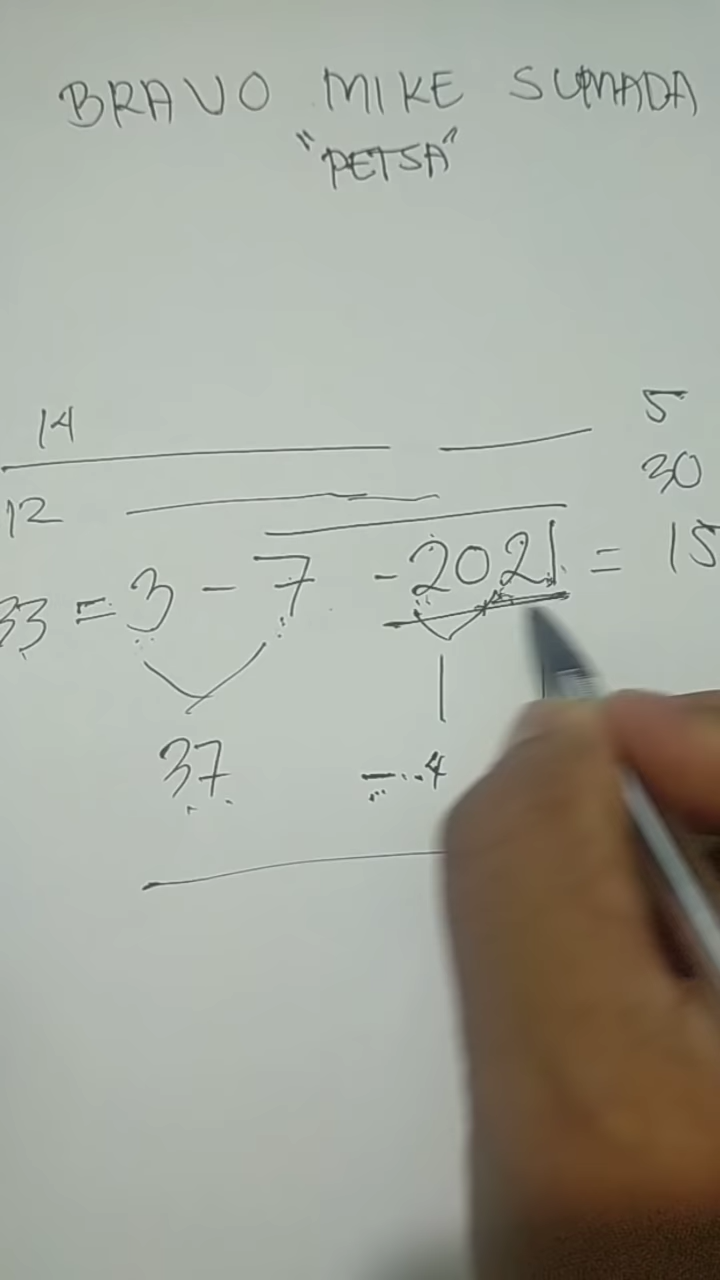 BRAVO MIKE SUMADA
"PETSA"
14 5
30
12
33 = 3 - 7 - 2021 = 15
37 - 4